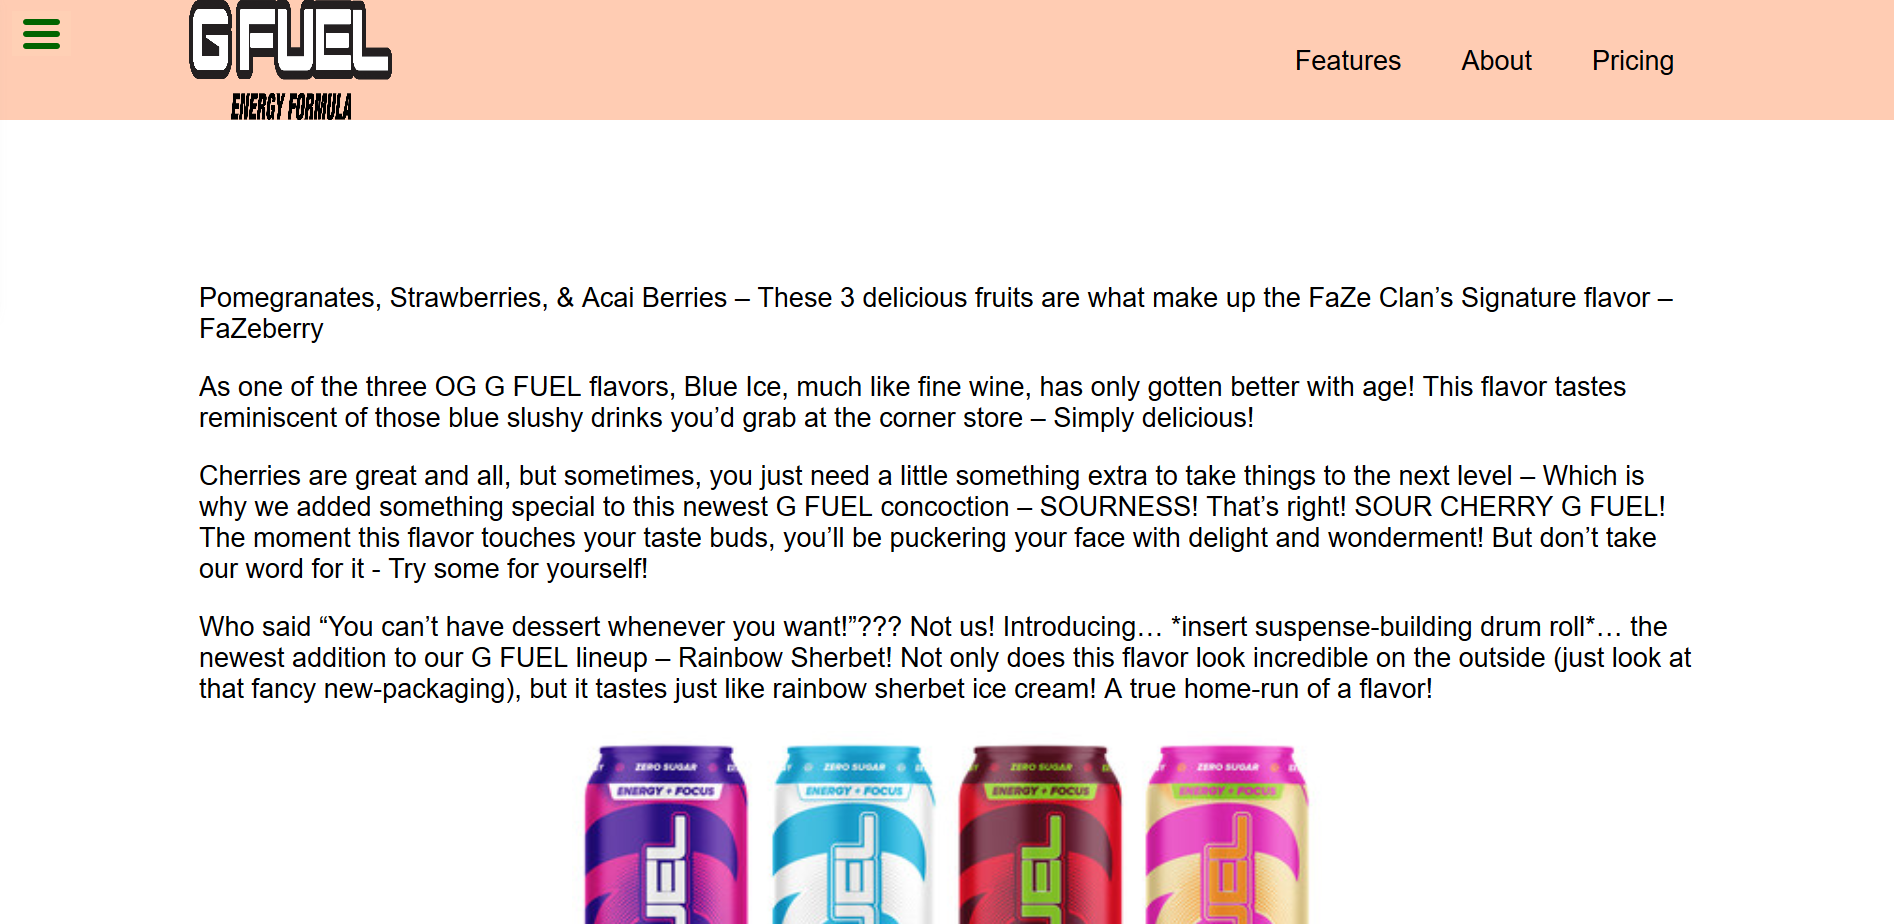 G FUEL
ENERGY FORMULA
Features About Pricing
Pomegranates, Strawberries, & Acai Berries – These 3 delicious fruits are what make up the FaZe Clan’s Signature flavor –
FaZeberry
As one of the three OG G FUEL flavors, Blue Ice, much like fine wine, has only gotten better with age! This flavor tastes
reminiscent of those blue slushy drinks you’d grab at the corner store – Simply delicious!
Cherries are great and all, but sometimes, you just need a little something extra to take things to the next level – Which is
why we added something special to this newest G FUEL concoction – SOURNESS! That’s right! SOUR CHERRY G FUEL!
The moment this flavor touches your taste buds, you’ll be puckering your face with delight and wonderment! But don’t take
our word for it - Try some for yourself!
Who said “You can’t have dessert whenever you want!”??? Not us! Introducing… *insert suspense-building drum roll*… the
newest addition to our G FUEL lineup – Rainbow Sherbet! Not only does this flavor look incredible on the outside (just look at
that fancy new-packaging), but it tastes just like rainbow sherbet ice cream! A true home-run of a flavor!
ZERO SUGAR ZERO SUGAR ZERO SUGAR ZERO SUGAR
ENERGY + FOCUS ENERGY + FOCUS ENERGY + FOCUS ENERGY + FOCUS
UEL UEL UEL UEL